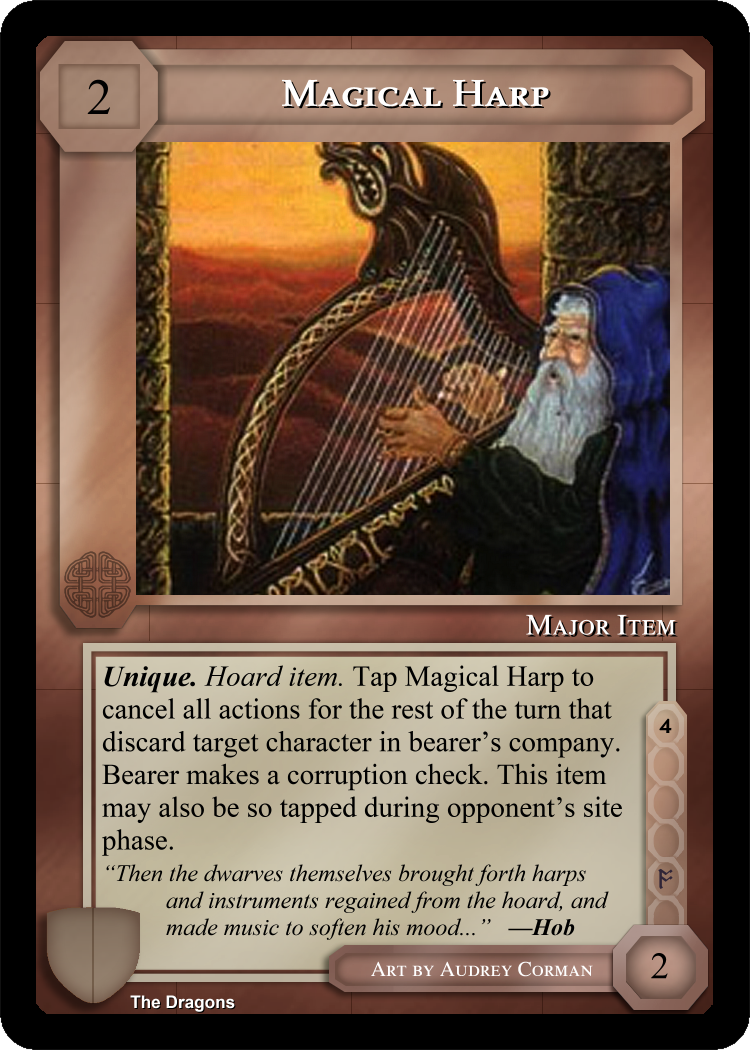 2
Magical Harp
Major Item
Unique. Hoard item. Tap Magical Harp to
cancel all actions for the rest of the turn that
discard target character in bearer's company.
Bearer makes a corruption check. This item
may also be so tapped during opponent's site
phase.
“Then the dwarves themselves brought forth harps
and instruments regained from the hoard, and
made music to soften his mood...” —Hob
4
ᚩ
2
Art by Audrey Corman
The Dragons